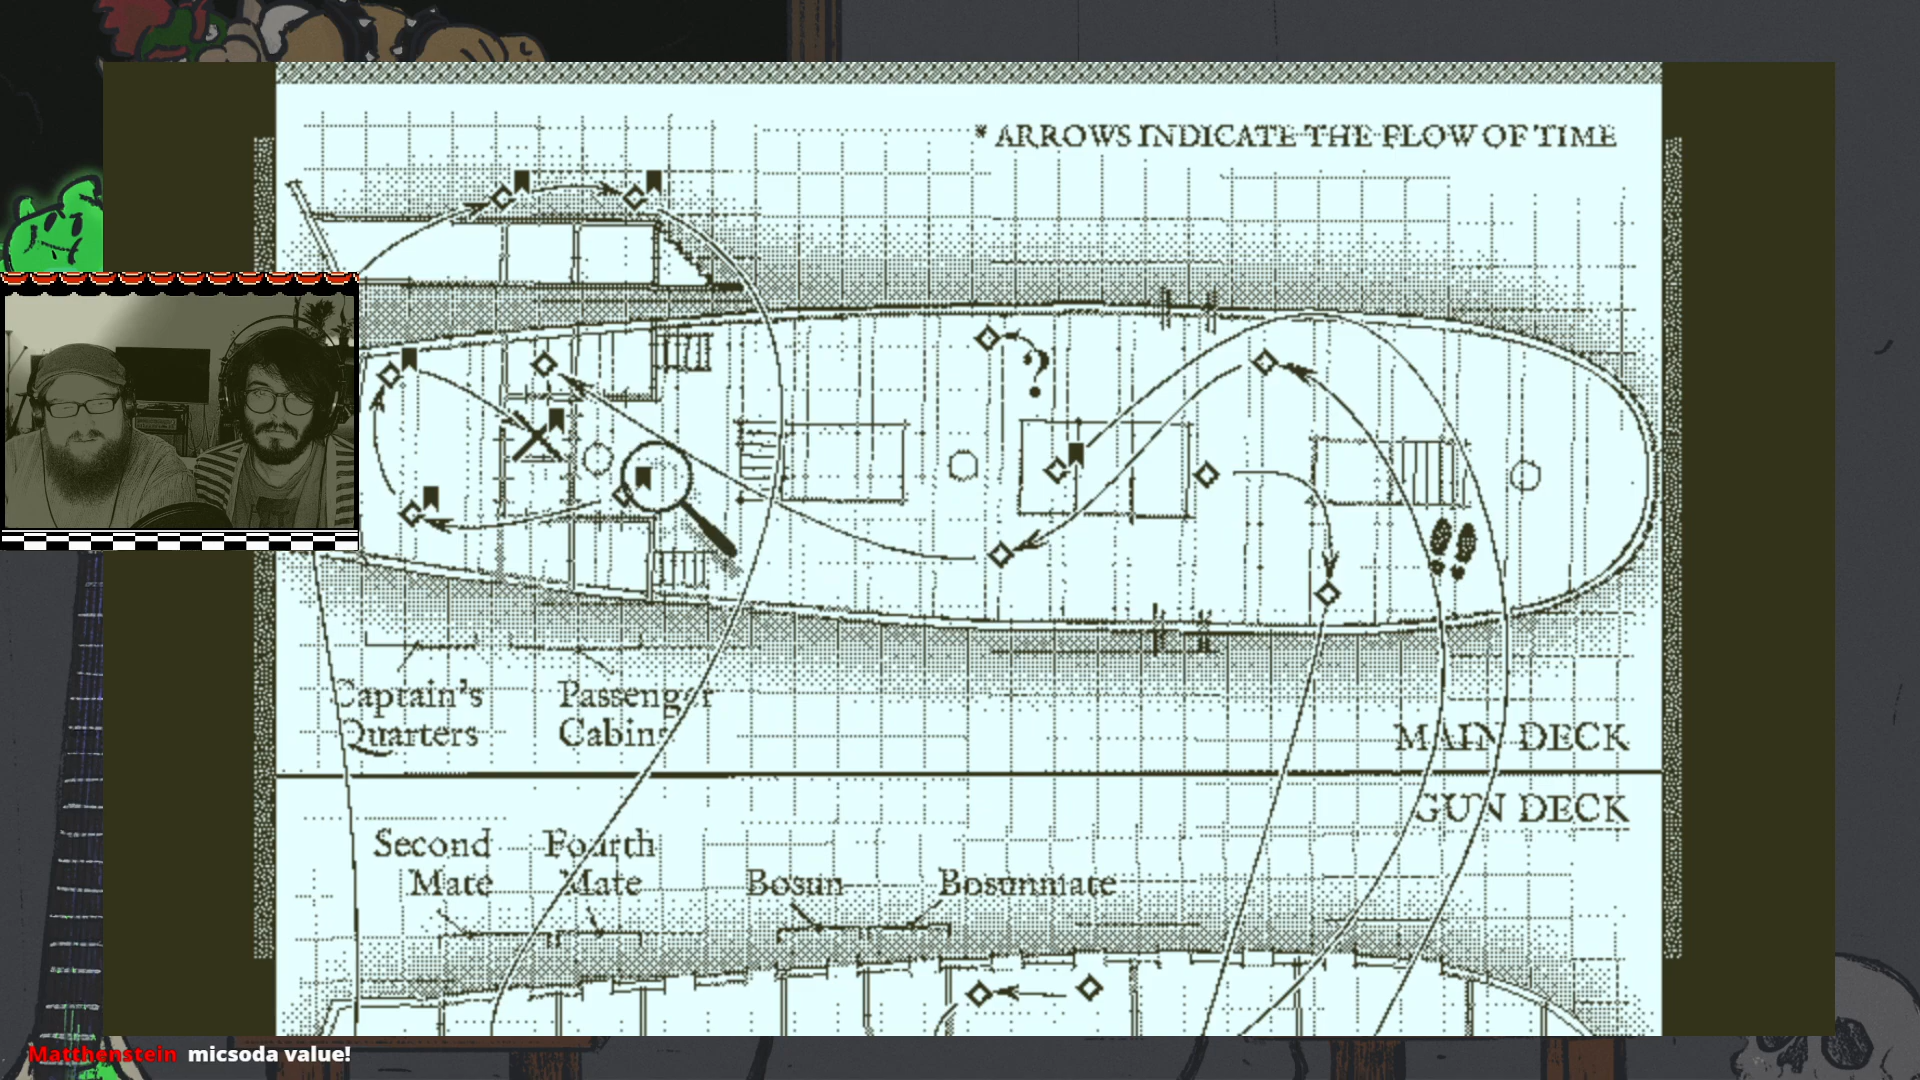 * ARROWS INDICATE THE FLOW OF TIME
?
Captain's
Quarters
Passenger
Cabins
MAIN DECK
GUN DECK
Second
Mate
Fourth
Mate
Bosun
Bosunmate
Matthenstein micsoda value!